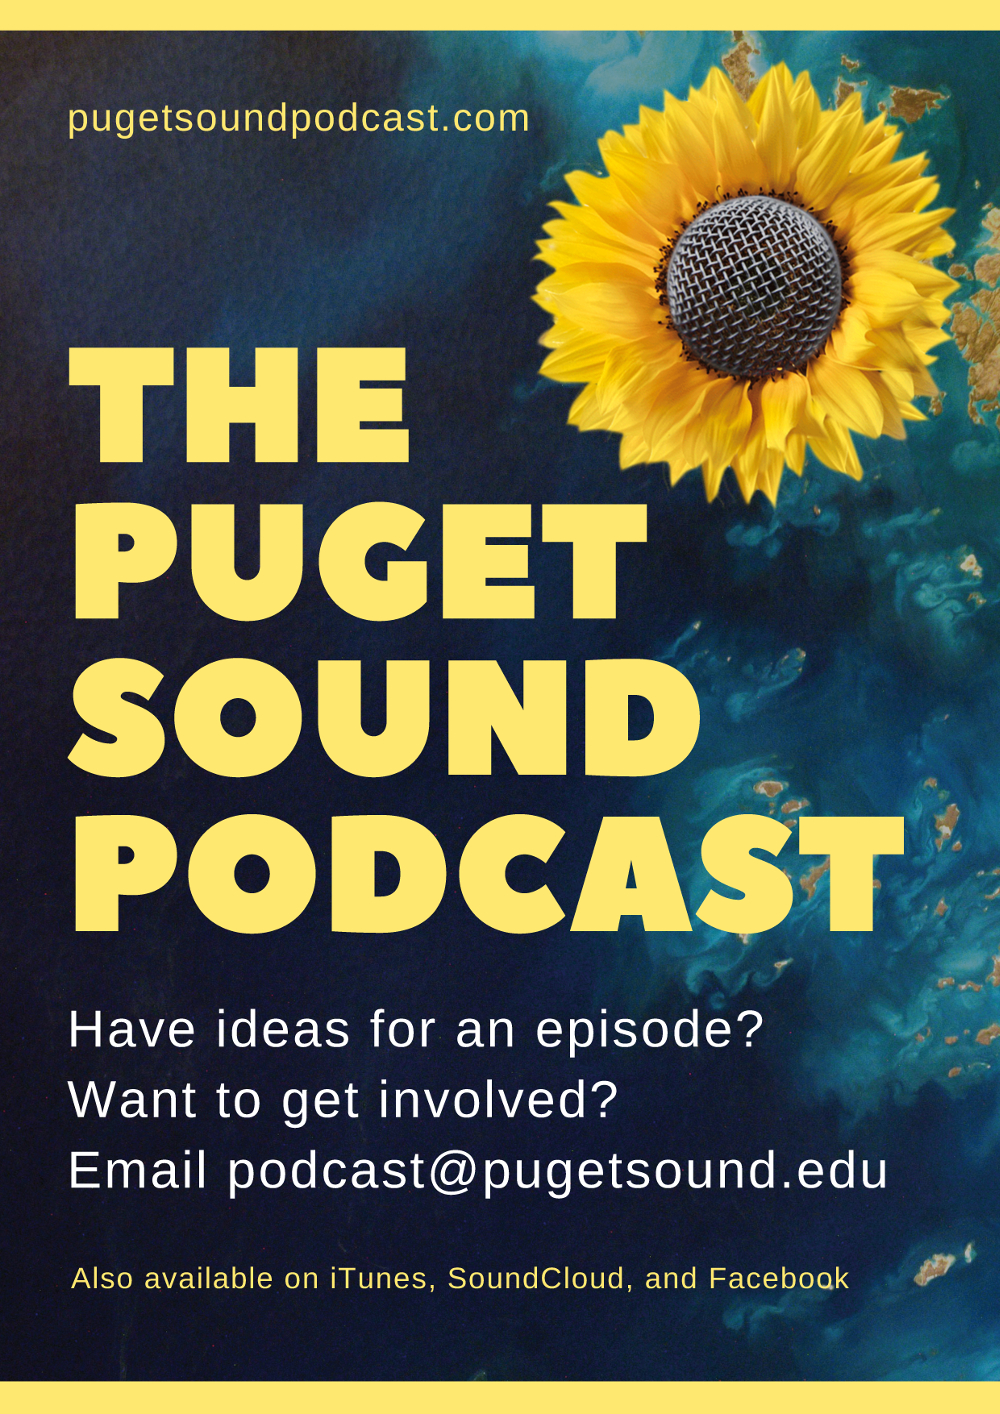 pugetsoundpodcast.com
THE
PUGET
SOUND
PODCAST
Have ideas for an episode?
Want to get involved?
Email podcast@pugetsound.edu
Also available on iTunes, SoundCloud, and Facebook